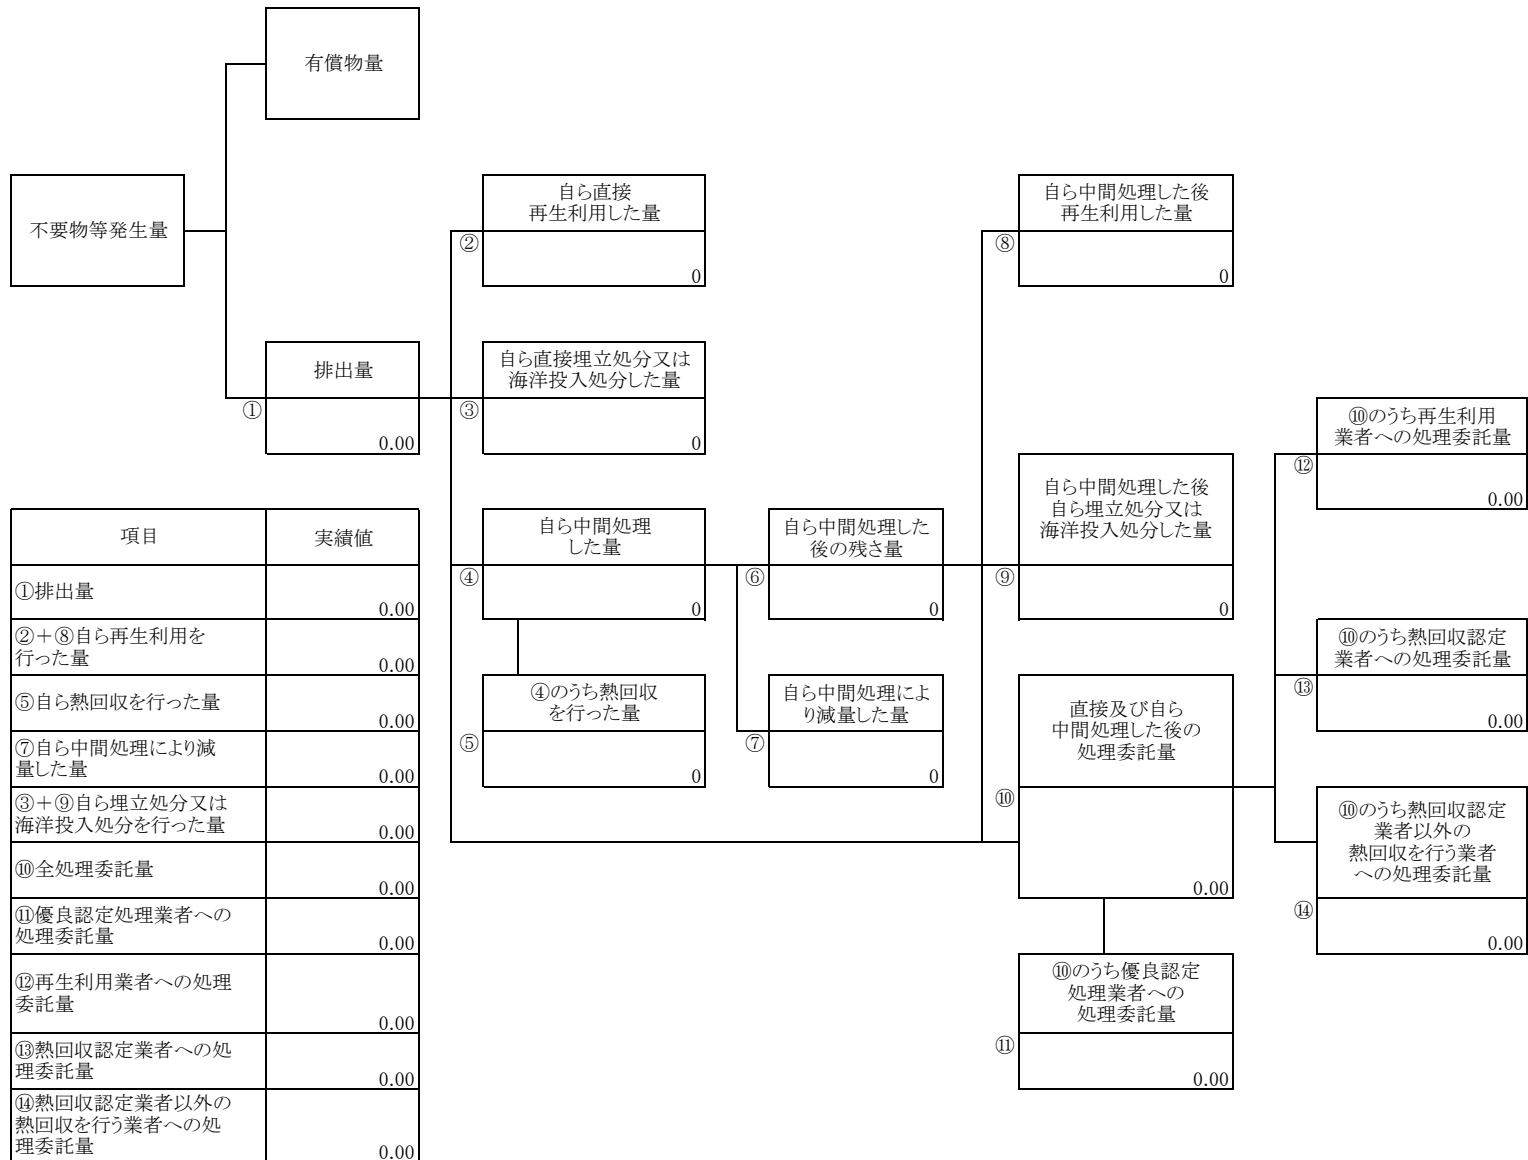 有償物量
不要物等発生量
自ら直接
再生利用した量
②
0
自ら中間処理した後
再生利用した量
⑧
0
排出量
①
0.00
自ら直接埋立処分又は
海洋投入処分した量
③
0
自ら中間処理
した量
④
0
自ら中間処理した
後の残さ量
⑥
0
自ら中間処理した後
自ら埋立処分又は
海洋投入処分した量
⑨
0
⑩のうち再生利用
業者への処理委託量
⑫
0.00
④のうち熱回収
を行った量
⑤
0
自ら中間処理によ
り減量した量
⑦
0
直接及び自ら
中間処理した後の
処理委託量
⑩
0.00
⑩のうち熱回収認定
業者への処理委託量
⑬
0.00
⑩のうち熱回収認定
業者以外の
熱回収を行う業者
への処理委託量
⑭
0.00
⑩のうち優良認定
処理業者への
処理委託量
⑪
0.00
項目 実績値
①排出量
0.00
②＋⑧自ら再生利用を
行った量
0.00
⑤自ら熱回収を行った量
0.00
⑦自ら中間処理により減
量した量
0.00
③＋⑨自ら埋立処分又は
海洋投入処分を行った量
0.00
⑩全処理委託量
0.00
⑪優良認定処理業者への
処理委託量
0.00
⑫再生利用業者への処理
委託量
0.00
⑬熱回収認定業者への処
理委託量
0.00
⑭熱回収認定業者以外の
熱回収を行う業者への処
理委託量
0.00